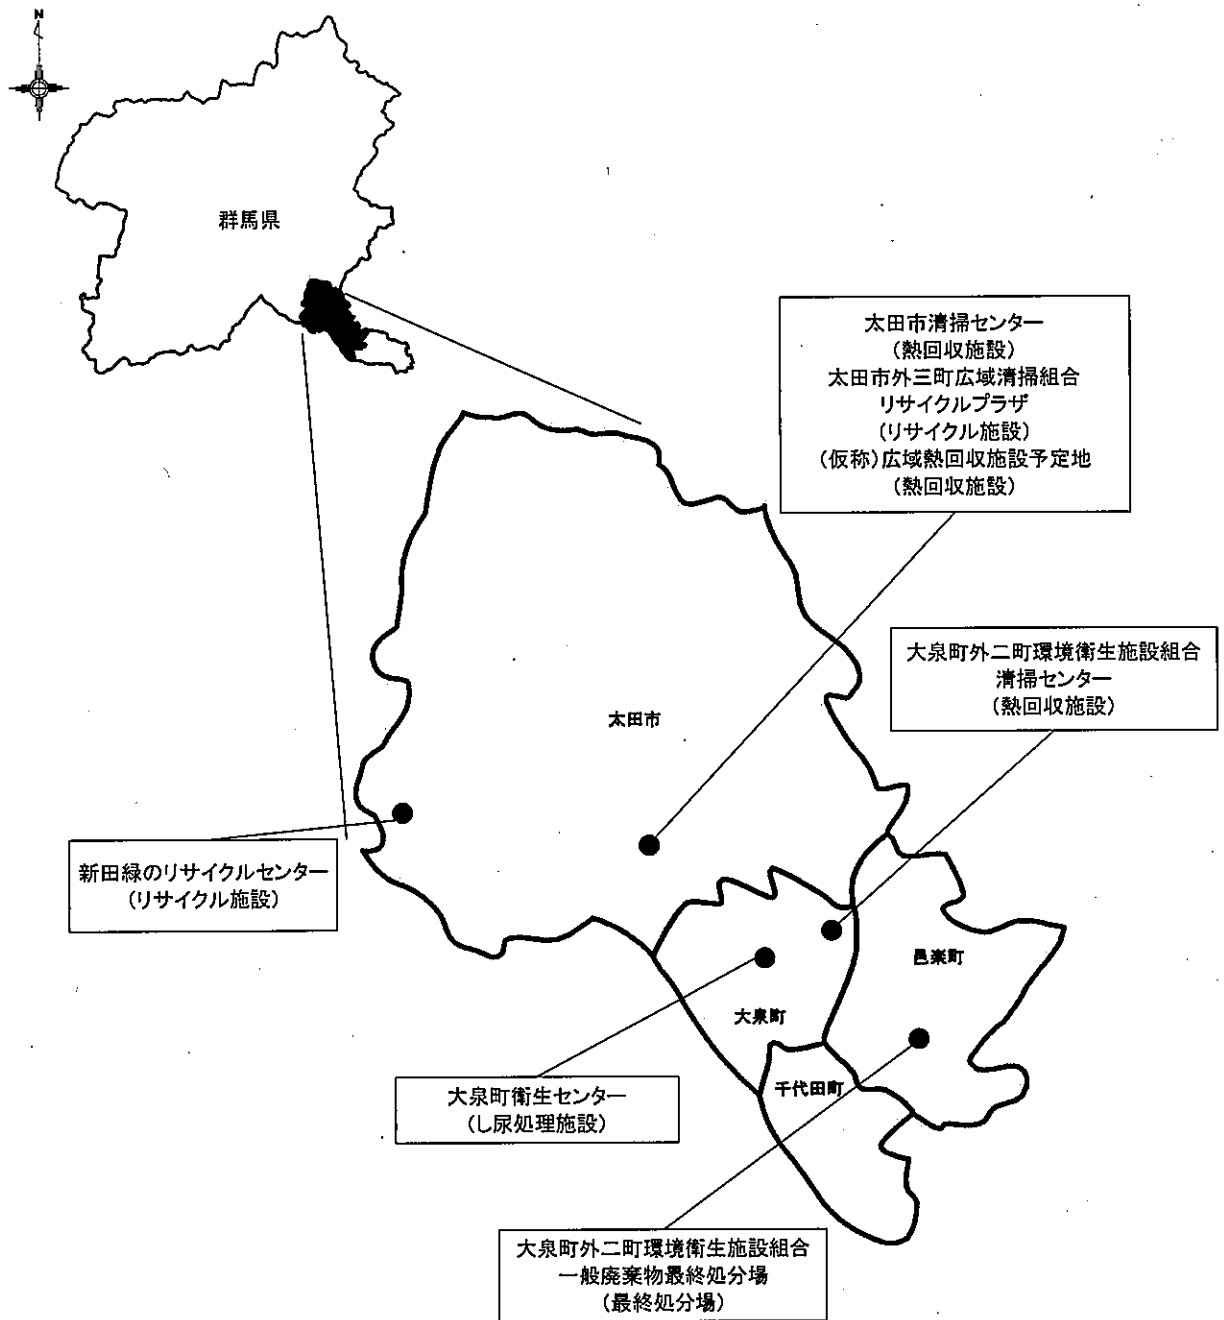 N
群馬県
太田市清掃センター
(熱回収施設)
太田市外三町広域清掃組合
リサイクルプラザ
(リサイクル施設)
(仮称)広域熱回収施設予定地
(熱回収施設)
大泉町外二町環境衛生施設組合
清掃センター
(熱回収施設)
太田市
新田緑のリサイクルセンター
(リサイクル施設)
邑楽町
大泉町
千代田町
大泉町衛生センター
(し尿処理施設)
大泉町外二町環境衛生施設組合
一般廃棄物最終処分場
(最終処分場)